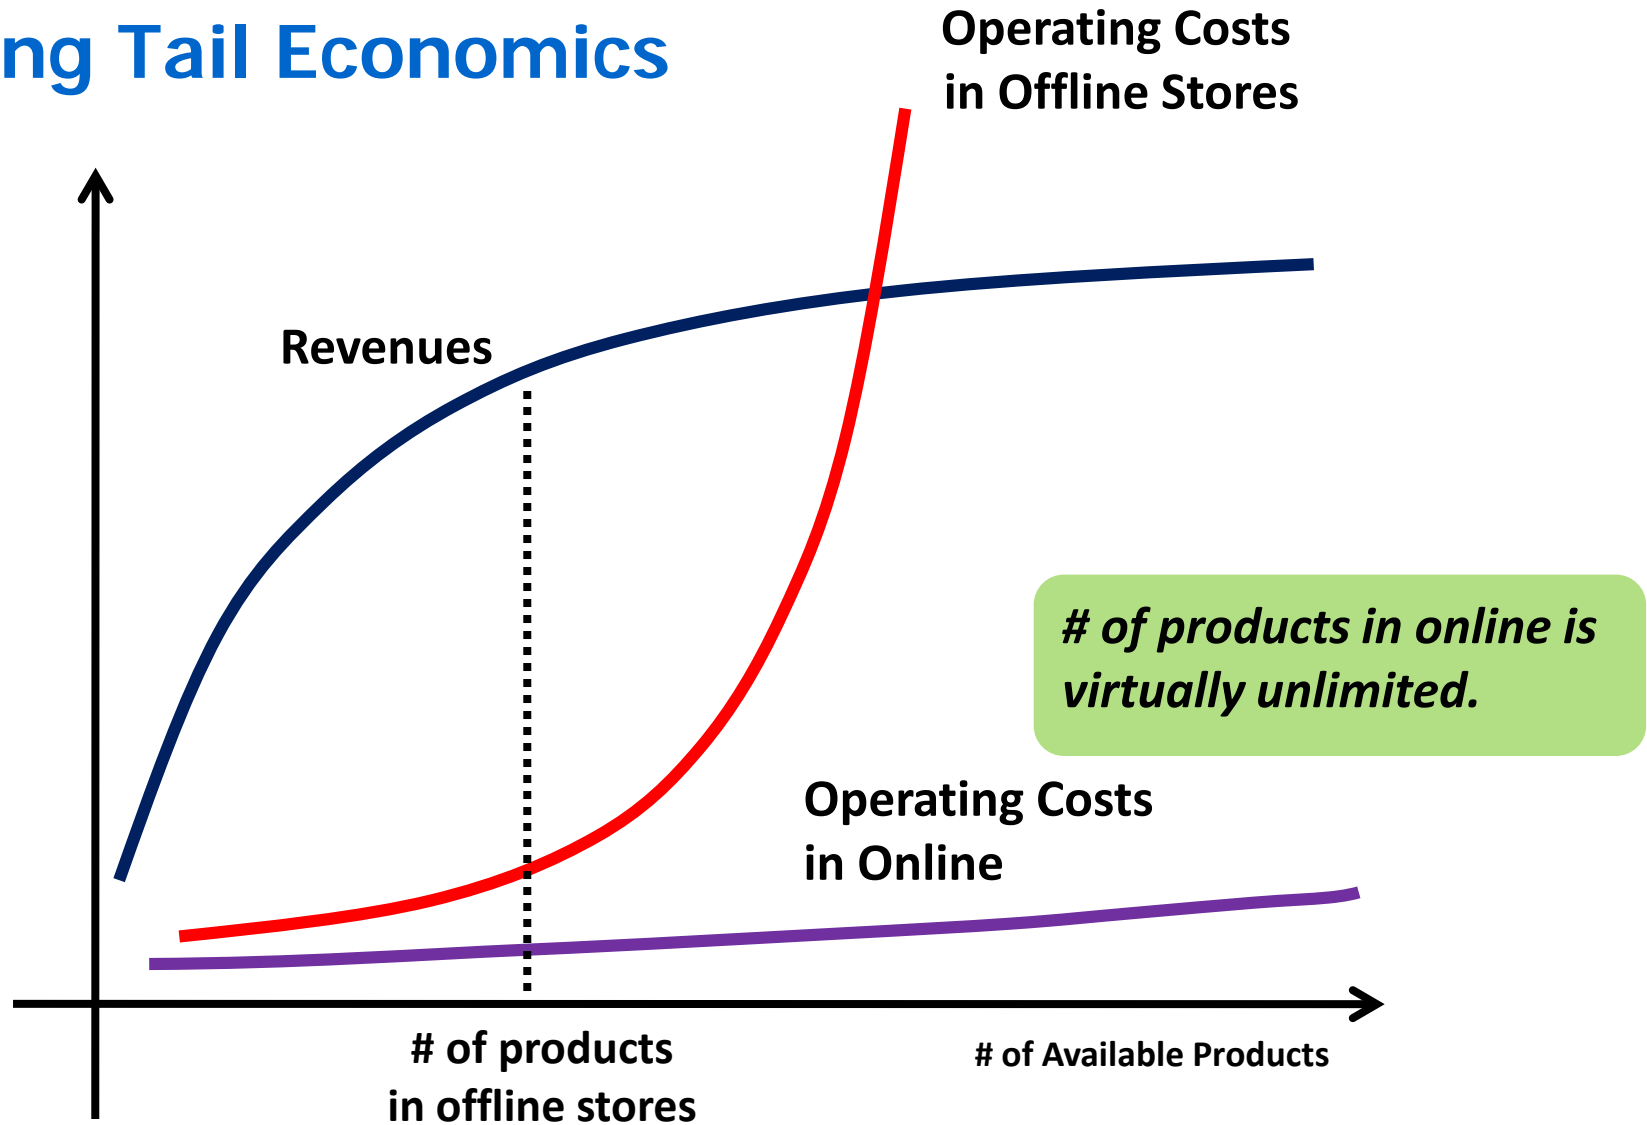 ng Tail Economics
Operating Costs
in Offline Stores
Revenues
# of products in online is
virtually unlimited.
Operating Costs
in Online
# of products
in offline stores
# of Available Products